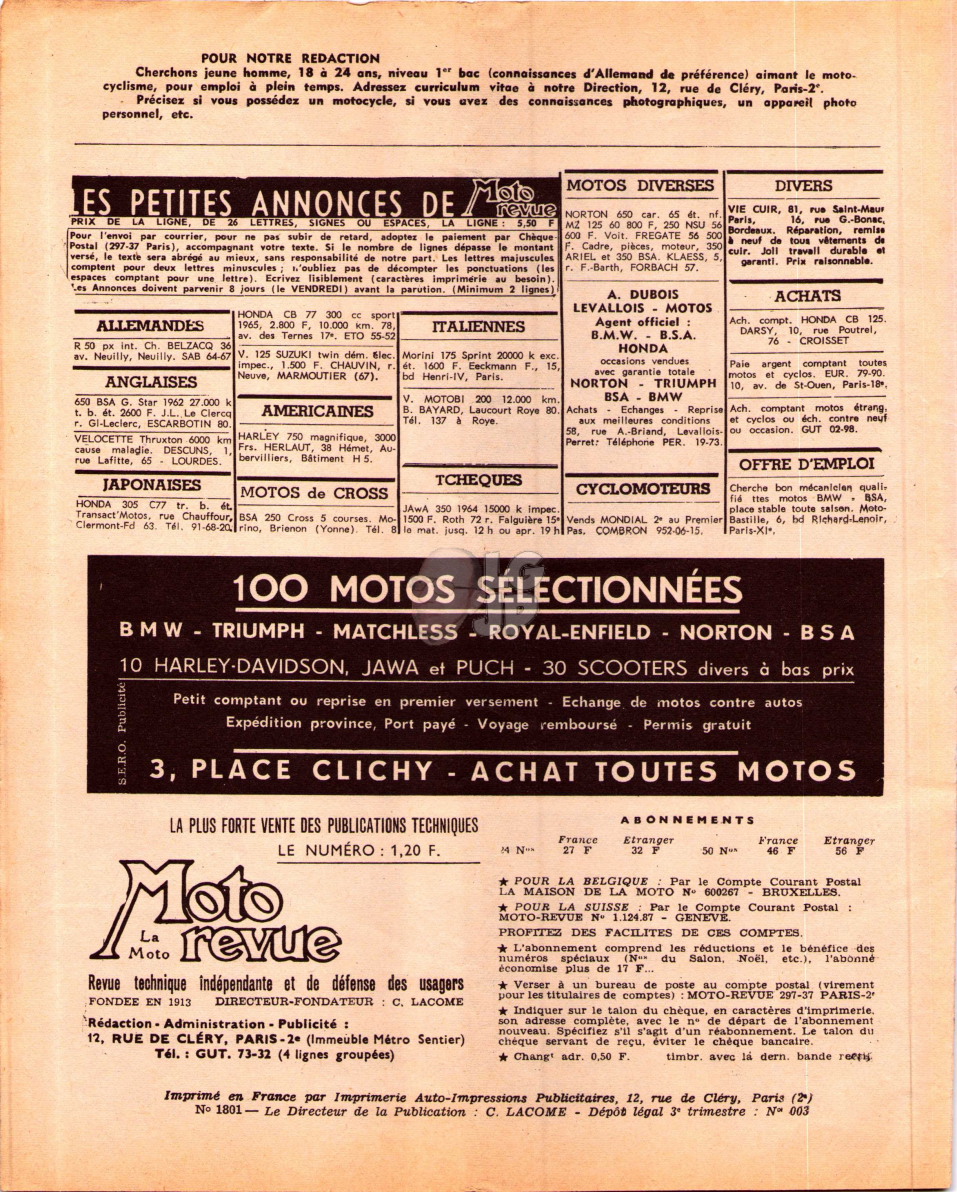 POUR NOTRE REDACTION
Cherchons jeune homme, 18 à 24 ans, niveau 1er bac (connaissances d'Allemand de préférence) aimant le moto-
cyclisme, pour emploi à plein temps. Adressez curriculum vitae à notre Direction, 12, rue de Cléry, Paris-2e.
Précisez si vous possédez un motocycle, si vous avez des connaissances photographiques, un appareil photo
personnel, etc.
LES PETITES ANNONCES DE Moto revue
PRIX DE LA LIGNE, DE 26 LETTRES, SIGNES OU ESPACES, LA LIGNE : 5,50 F
Pour l'envoi par courrier, pour ne pas subir de retard, adoptez le paiement par Chèque-
Postal (297-37 Paris), accompagnant votre texte. Si le nombre de lignes dépasse le montant
versé, le texte sera abrégé au mieux, sans responsabilité de notre part. Les lettres majuscules
comptent pour deux lettres minuscules ; n'oubliez pas de décompter les ponctuations (les
espaces comptant pour une lettre). Ecrivez lisiblement (caractères imprimerie au besoin).
Les Annonces doivent parvenir 8 jours (le VENDREDI) avant la parution. (Minimum 2 lignes)
ALLEMANDES
R 50 px int. Ch. BELZACQ 36
av. Neuilly, Neuilly. SAB 64-67
ANGLAISES
650 BSA G. Star 1962 27.000 k
t. b. ét. 2600 F. J.L. Le Clercq
r. Gl-Leclerc, ESCARBOTIN 80.
VELOCETTE Thruxton 6000 km
cause maladie. DESCUNS, 1,
rue Lafitte, 65 - LOURDES.
JAPONAISES
HONDA 305 C77 tr. b. ét.
Transact'Motos, rue Chauffour,
Clermont-Fd 63. Tél. 91-68-20.
HONDA CB 77 300 cc sport
1965, 2.800 F, 10.000 km. 78,
av. des Ternes 17e. ETO 55-52
V. 125 SUZUKI twin dém. élec.
impec., 1.500 F. CHAUVIN, r.
Neuve, MARMOUTIER (67).
AMERICAINES
HARLEY 750 magnifique, 3000
Frs. HERLAUT, 38 Hémet, Au-
bervilliers, Bâtiment H 5.
MOTOS de CROSS
BSA 250 Cross 5 courses. Mo-
rino, Brienon (Yonne). Tél. 8
ITALIENNES
Morini 175 Sprint 20000 k exc.
ét. 1600 F. Eeckmann F., 15,
bd Henri-IV, Paris.
V. MOTOBI 200 12.000 km.
B. BAYARD, Laucourt Roye 80.
Tél. 137 à Roye.
TCHEQUES
JAwA 350 1964 15000 k impec.
1500 F. Roth 72 r. Falguière 15e
le mat. jusq. 12 h ou apr. 19 h
MOTOS DIVERSES
NORTON 650 car. 65 ét. nf.
MZ 125 60 800 F, 250 NSU 56
600 F. Voit. FREGATE 56 500
F. Cadre, pièces, moteur, 350
ARIEL et 350 BSA. KLAESS, 5,
r. F.-Barth, FORBACH 57.
A. DUBOIS
LEVALLOIS - MOTOS
Agent officiel :
B.M.W. - B.S.A.
HONDA
occasions vendues
avec garantie totale
NORTON - TRIUMPH
BSA - BMW
Achats - Echanges - Reprise
aux meilleures conditions
58, rue A.-Briand, Levallois-
Perret: Téléphone PER. 19-73.
CYCLOMOTEURS
Vends MONDIAL 2e au Premier
Pas. COMBRON 952-06-15.
DIVERS
VIE CUIR, 81, rue Saint-Maur
Paris, 16, rue G.-Bonac,
Bordeaux. Réparation, remise
à neuf de tous vêtements de
cuir. Joli travail durable et
garanti. Prix raisonnable.
ACHATS
Ach. compt. HONDA CB 125.
DARSY, 10, rue Poutrel,
76 - CROISSET
Paie argent comptant toutes
motos et cyclos. EUR. 79-90.
10, av. de St-Ouen, Paris-18e.
Ach. comptant motos étrang.
et cyclos ou éch. contre neuf
ou occasion. GUT 02-98.
OFFRE D'EMPLOI
Cherche bon mécanicien quali-
fié ttes motos BMW - BSA,
place stable toute saison. Moto-
Bastille, 6, bd Richard-Lenoir,
Paris-XIe.
JG
JP
100 MOTOS SÉLECTIONNÉES
BMW - TRIUMPH - MATCHLESS - ROYAL-ENFIELD - NORTON - BSA
10 HARLEY-DAVIDSON, JAWA et PUCH - 30 SCOOTERS divers à bas prix
Petit comptant ou reprise en premier versement - Echange de motos contre autos
Expédition province, Port payé - Voyage remboursé - Permis gratuit
3, PLACE CLICHY - ACHAT TOUTES MOTOS
S.E.R.O. Publicité
LA PLUS FORTE VENTE DES PUBLICATIONS TECHNIQUES
LE NUMÉRO : 1,20 F.
Moto
La Moto revue
Revue technique indépendante et de défense des usagers
FONDEE EN 1913 DIRECTEUR-FONDATEUR : C. LACOME
Rédaction - Administration - Publicité :
12, RUE DE CLÉRY, PARIS-2e (Immeuble Métro Sentier)
Tél. : GUT. 73-32 (4 lignes groupées)
ABONNEMENTS
France Etranger France Etranger
24 Nos 27 F 32 F 50 Nos 46 F 56 F
★ POUR LA BELGIQUE : Par le Compte Courant Postal
LA MAISON DE LA MOTO No 600267 - BRUXELLES.
★ POUR LA SUISSE : Par le Compte Courant Postal :
MOTO-REVUE No 1.124.87 - GENEVE.
PROFITEZ DES FACILITES DE CES COMPTES.
★ L'abonnement comprend les réductions et le bénéfice des
numéros spéciaux (Nos du Salon, Noël, etc.), l'abonné
économise plus de 17 F...
★ Verser à un bureau de poste au compte postal (virement
pour les titulaires de comptes) : MOTO-REVUE 297-37 PARIS-2e
★ Indiquer sur le talon du chèque, en caractères d'imprimerie.
son adresse complète, avec le no de départ de l'abonnement
nouveau. Spécifiez s'il s'agit d'un réabonnement. Le talon du
chèque servant de reçu, éviter le chèque bancaire.
★ Changt adr. 0,50 F. timbr. avec la dern. bande rectif.
Imprimé en France par Imprimerie Auto-Impressions Publicitaires, 12, rue de Cléry, Paris (2e)
No 1801 — Le Directeur de la Publication : C. LACOME - Dépôt légal 3e trimestre : No 003